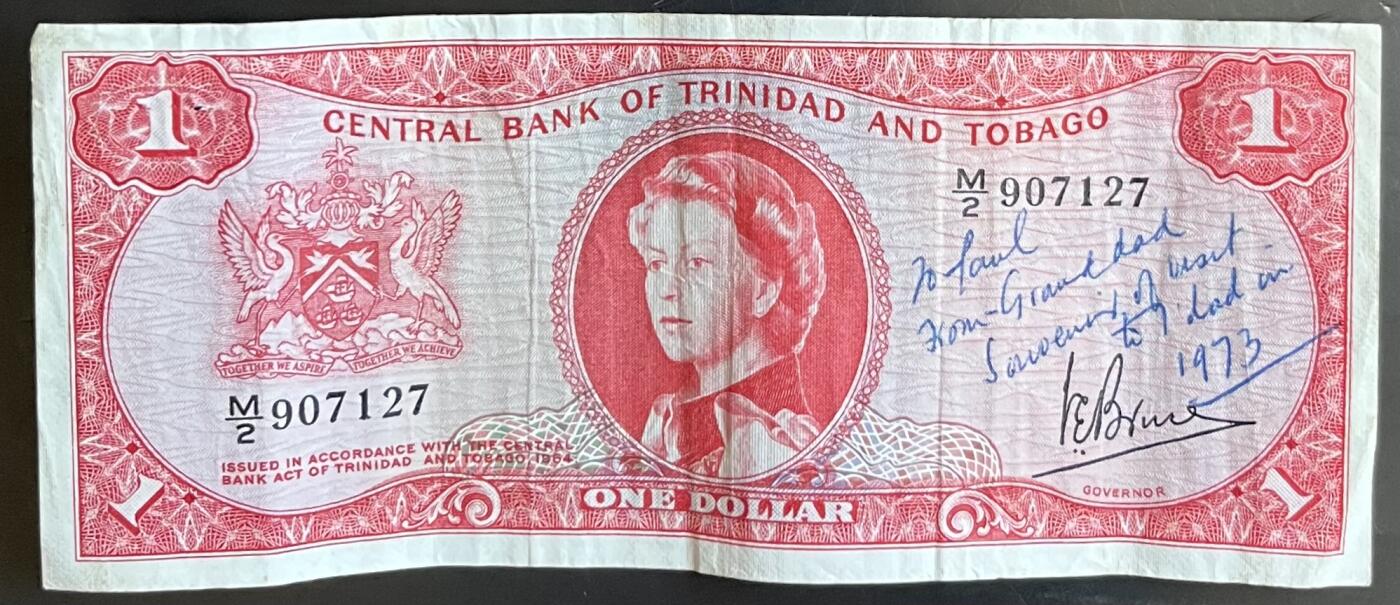 1
1
CENTRAL BANK OF TRINIDAD AND TOBAGO
M/2 907127
To Paul
From Granddad
Souvenir of visit
to T'dad in
1973
TOGETHER WE ASPIRE TOGETHER WE ACHIEVE
M/2 907127
VEBruce
ISSUED IN ACCORDANCE WITH THE CENTRAL
BANK ACT OF TRINIDAD AND TOBAGO 1964
GOVERNOR
1
ONE DOLLAR
1